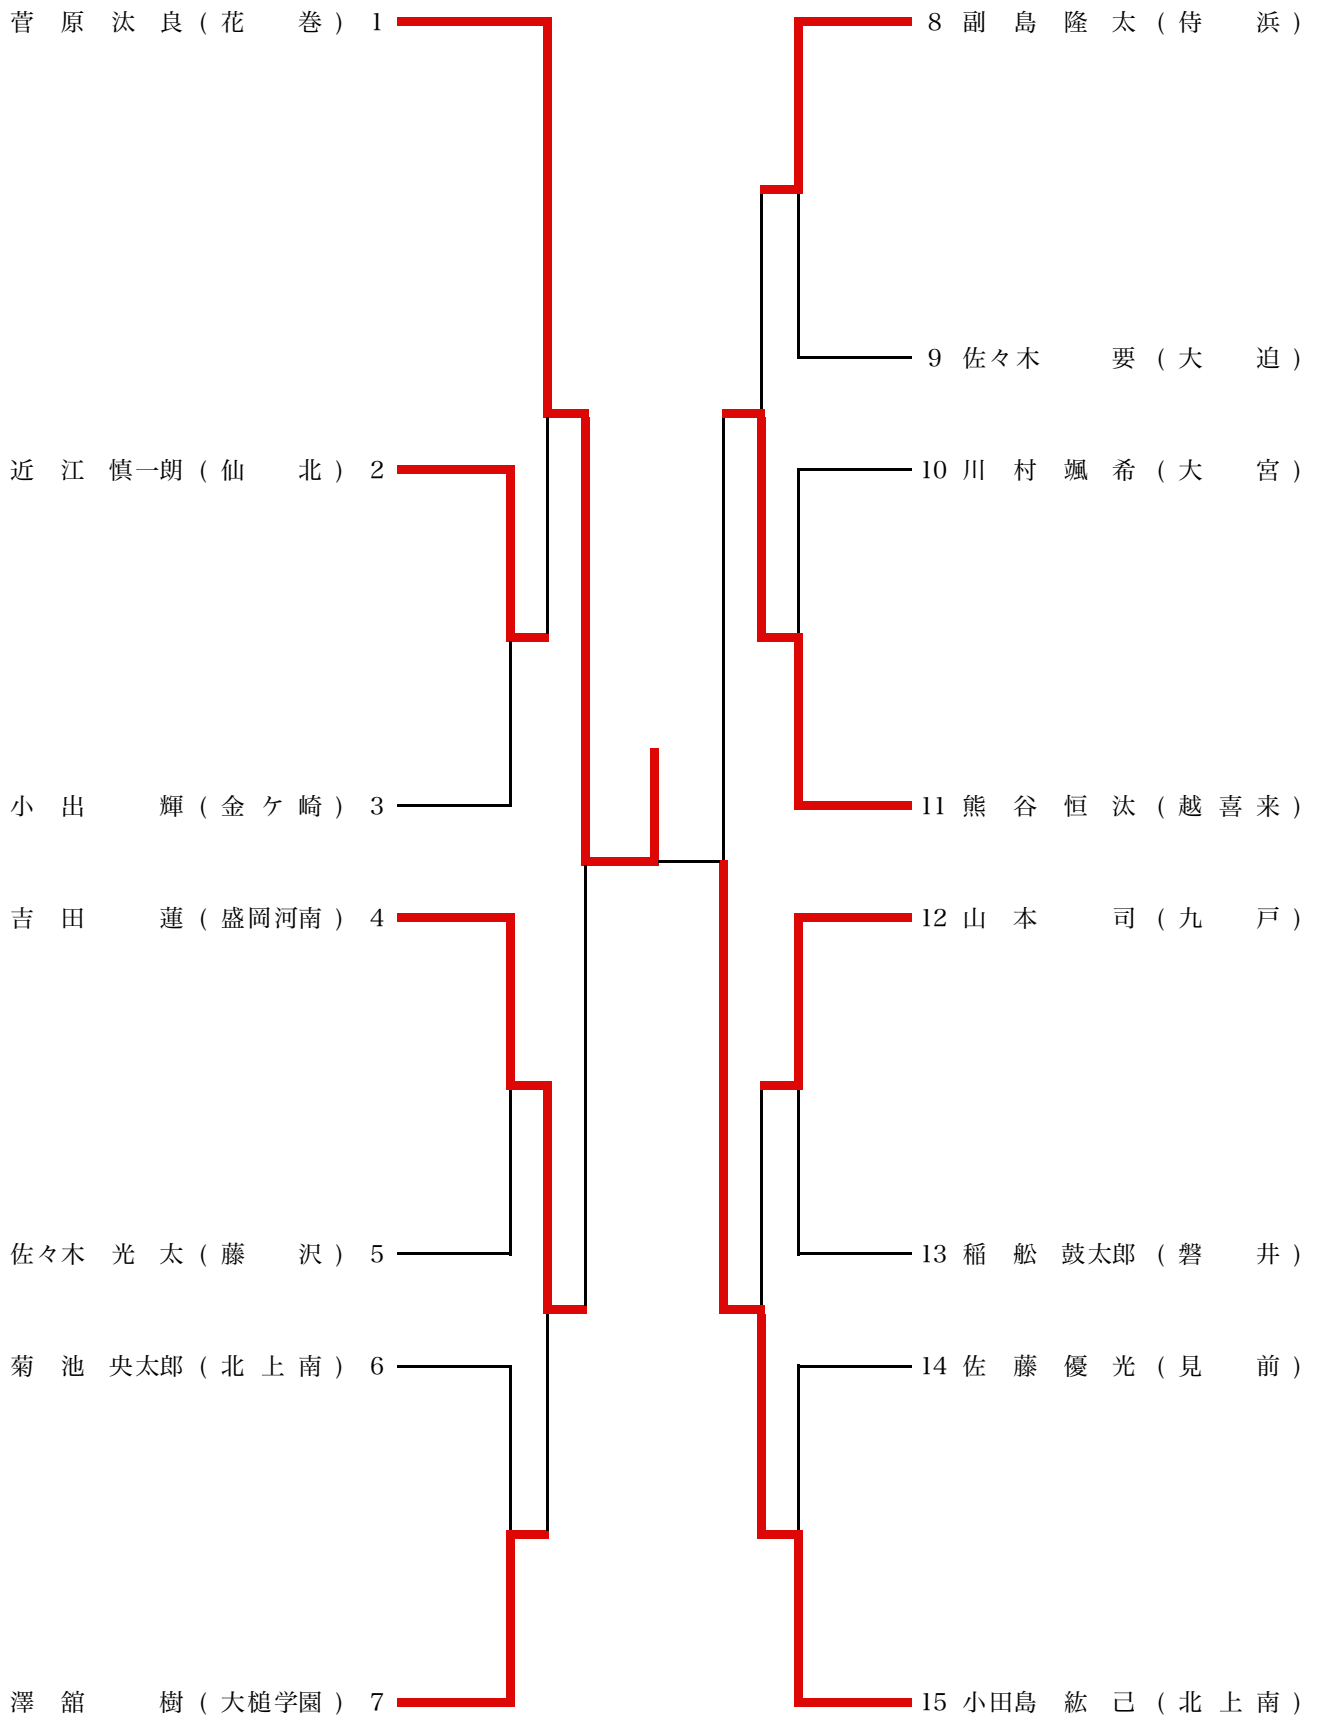 菅原汰良(花巻) 1
近江慎一朗(仙北) 2
小出輝(金ケ崎) 3
吉田蓮(盛岡河南) 4
佐々木光太(藤沢) 5
菊池央太郎(北上南) 6
澤舘樹(大槌学園) 7
8 副島隆太(侍浜)
9 佐々木要(大迫)
10 川村颯希(大宮)
11 熊谷恒汰(越喜来)
12 山本司(九戸)
13 稲舩鼓太郎(磐井)
14 佐藤優光(見前)
15 小田島紘己(北上南)